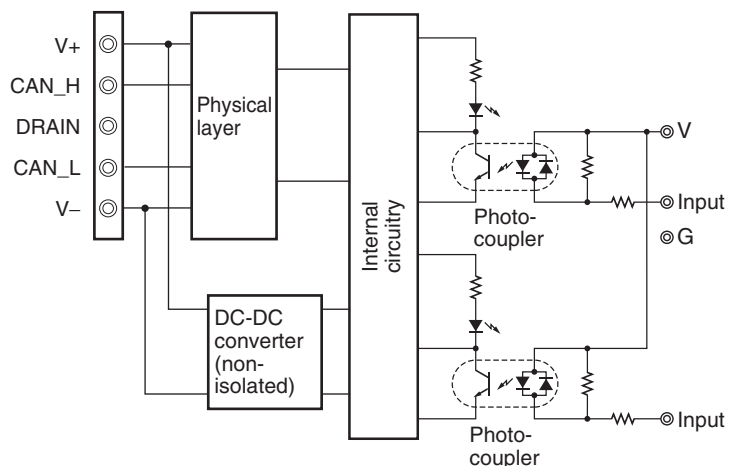 V+
CAN_H
DRAIN
CAN_L
V–
Physical
layer
DC-DC
converter
(non-
isolated)
Internal
circuitry
Photo-
coupler
V
Input
G
Photo-
coupler
Input